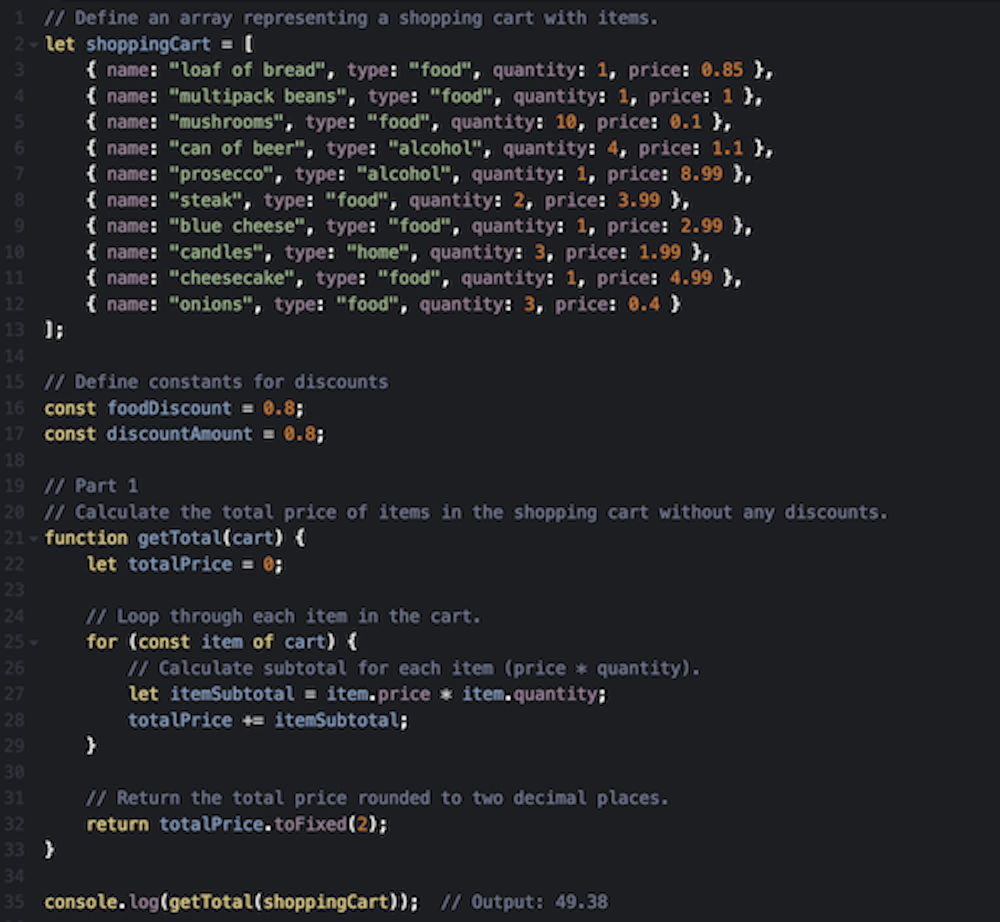 1 // Define an array representing a shopping cart with items.
2 let shoppingCart = [
3     { name: "loaf of bread", type: "food", quantity: 1, price: 0.85 },
4     { name: "multipack beans", type: "food", quantity: 1, price: 1 },
5     { name: "mushrooms", type: "food", quantity: 10, price: 0.1 },
6     { name: "can of beer", type: "alcohol", quantity: 4, price: 1.1 },
7     { name: "prosecco", type: "alcohol", quantity: 1, price: 8.99 },
8     { name: "steak", type: "food", quantity: 2, price: 3.99 },
9     { name: "blue cheese", type: "food", quantity: 1, price: 2.99 },
10     { name: "candles", type: "home", quantity: 3, price: 1.99 },
11     { name: "cheesecake", type: "food", quantity: 1, price: 4.99 },
12     { name: "onions", type: "food", quantity: 3, price: 0.4 }
13 ];
14
15 // Define constants for discounts
16 const foodDiscount = 0.8;
17 const discountAmount = 0.8;
18
19 // Part 1
20 // Calculate the total price of items in the shopping cart without any discounts.
21 function getTotal(cart) {
22     let totalPrice = 0;
23
24     // Loop through each item in the cart.
25     for (const item of cart) {
26         // Calculate subtotal for each item (price * quantity).
27         let itemSubtotal = item.price * item.quantity;
28         totalPrice += itemSubtotal;
29     }
30
31     // Return the total price rounded to two decimal places.
32     return totalPrice.toFixed(2);
33 }
34
35 console.log(getTotal(shoppingCart));  // Output: 49.38